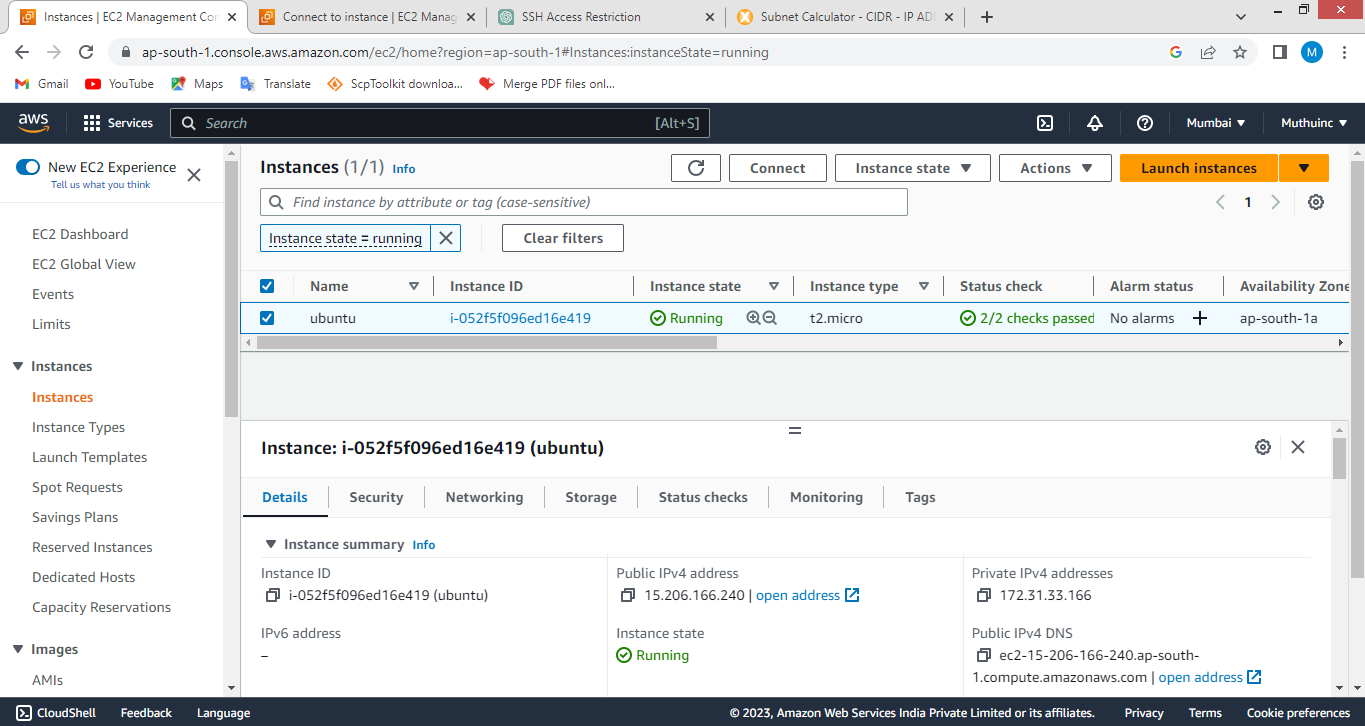 Instances | EC2 Management Con
Connect to instance | EC2 Manag
SSH Access Restriction
Subnet Calculator - CIDR - IP AD
ap-south-1.console.aws.amazon.com/ec2/home?region=ap-south-1#Instances:instanceState=running
M
Gmail
YouTube
Maps
Translate
ScpToolkit downloa...
Merge PDF files onl...
aws
Services
Search
[Alt+S]
Mumbai
Muthuinc
New EC2 Experience
Tell us what you think
EC2 Dashboard
EC2 Global View
Events
Limits
Instances
Instances
Instance Types
Launch Templates
Spot Requests
Savings Plans
Reserved Instances
Dedicated Hosts
Capacity Reservations
Images
AMIs
Instances (1/1) Info
Connect
Instance state
Actions
Launch instances
Find instance by attribute or tag (case-sensitive)
1
Instance state = running
Clear filters
Name
Instance ID
Instance state
Instance type
Status check
Alarm status
Availability Zone
ubuntu
i-052f5f096ed16e419
Running
t2.micro
2/2 checks passed
No alarms
ap-south-1a
Instance: i-052f5f096ed16e419 (ubuntu)
Details
Security
Networking
Storage
Status checks
Monitoring
Tags
Instance summary Info
Instance ID
i-052f5f096ed16e419 (ubuntu)
Public IPv4 address
15.206.166.240 | open address
Private IPv4 addresses
172.31.33.166
IPv6 address
–
Instance state
Running
Public IPv4 DNS
ec2-15-206-166-240.ap-south-
1.compute.amazonaws.com | open address
CloudShell
Feedback
Language
© 2023, Amazon Web Services India Private Limited or its affiliates.
Privacy
Terms
Cookie preferences